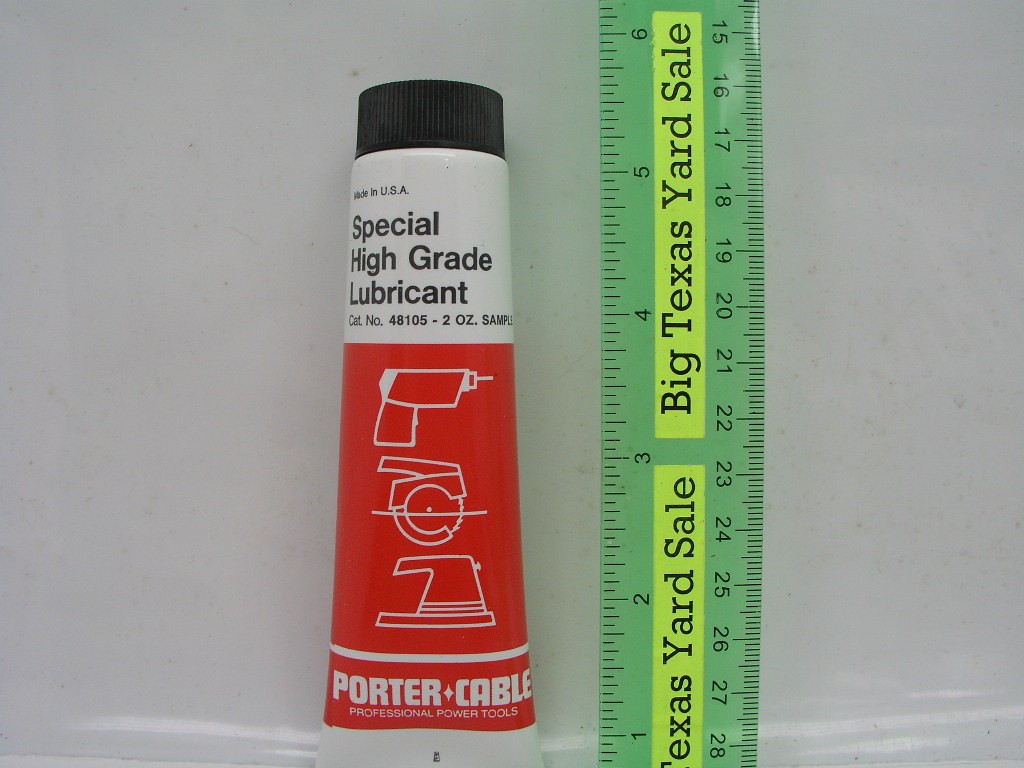 Made In U.S.A.
Special
High Grade
Lubricant
Cat. No. 48105 - 2 OZ. SAMPLE
PORTER✦CABLE
PROFESSIONAL POWER TOOLS
Big Texas Yard Sale
Texas Yard Sale
6
5
4
3
2
1
15
16
17
18
19
20
21
22
23
24
25
26
27
28